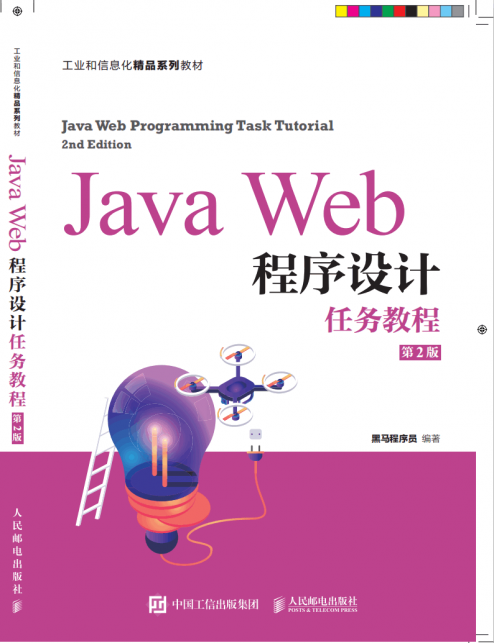 工业和信息化精品系列教材
Java Web Programming Task Tutorial
2nd Edition
Java Web
程序设计
任务教程
第2版
黑马程序员 编著
中国工信出版集团
人民邮电出版社
POSTS & TELECOM PRESS
工业和信息化精品系列教材
Java Web 程序设计 任务教程 第2版
人民邮电出版社